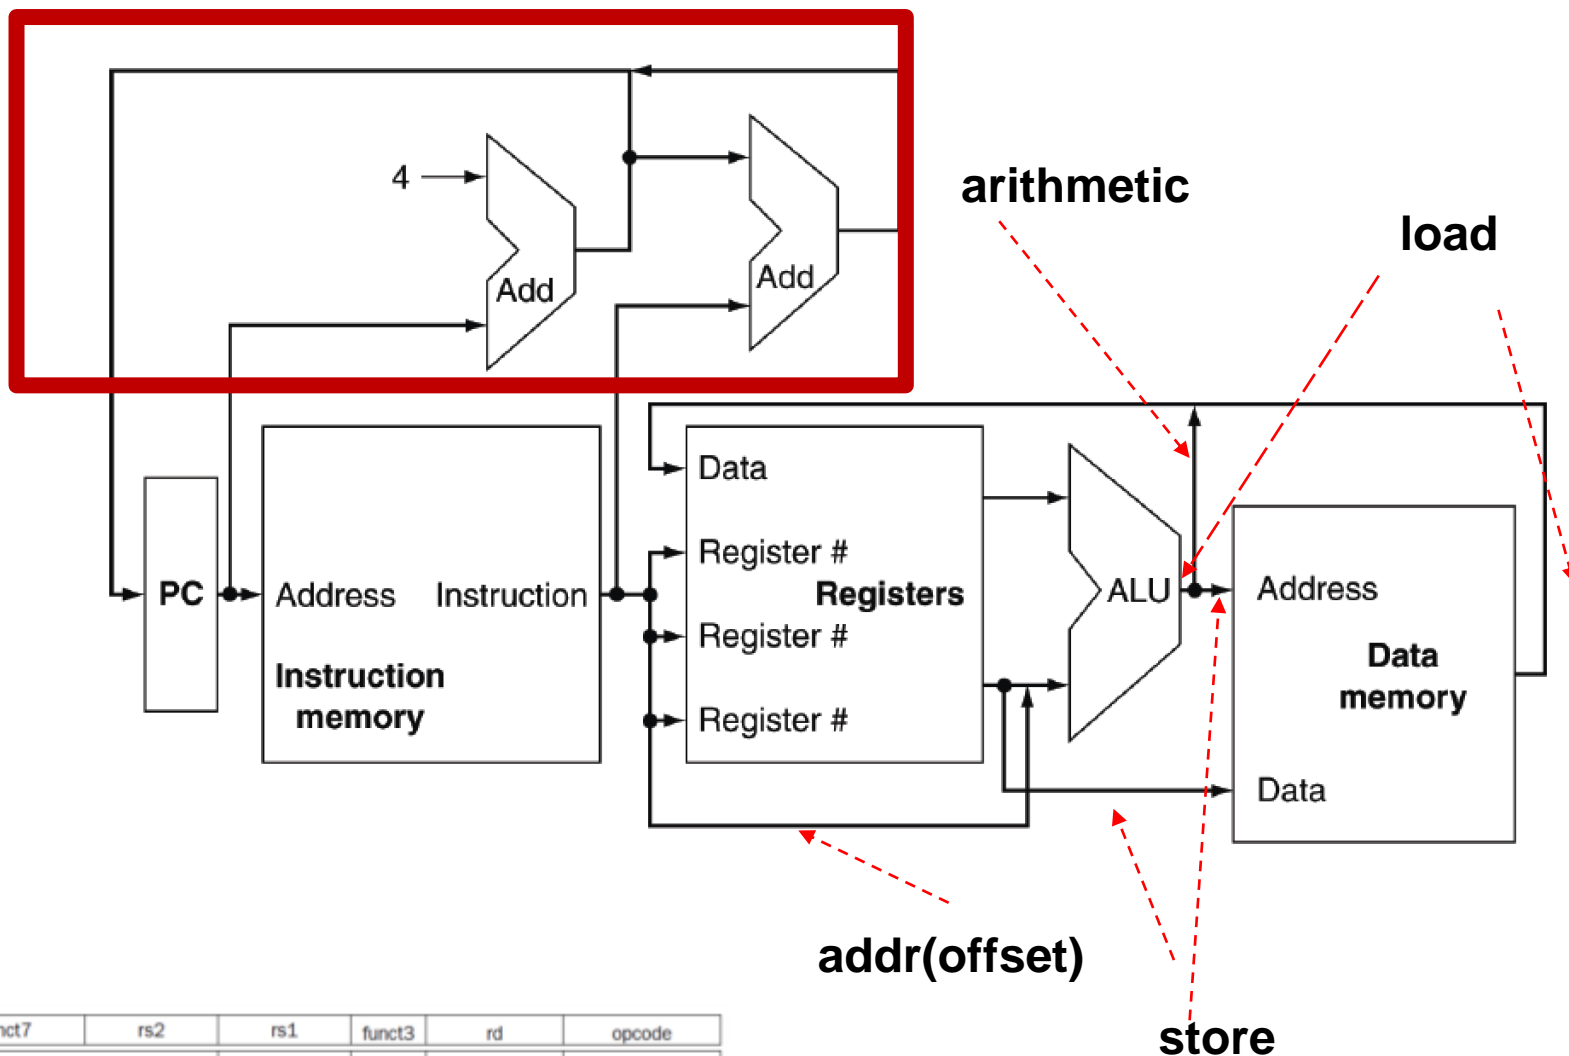 arithmetic
4
load
Add
Add
Data
Register #
PC
Address
Instruction
Registers
ALU
Address
Register #
Instruction
memory
Data
memory
Register #
Data
addr(offset)
rs2
rs1
funct3
rd
opcode
store